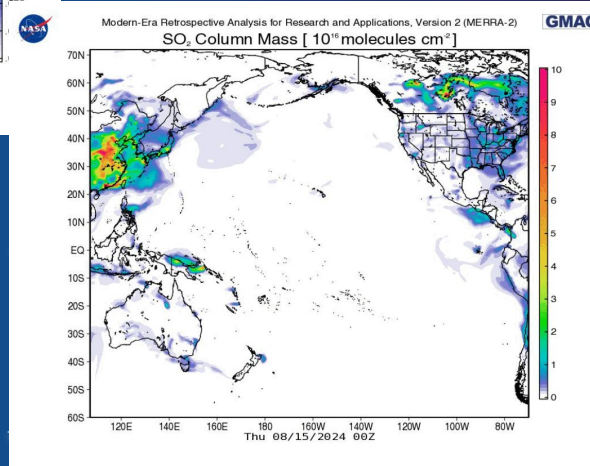 NASA
Modern-Era Retrospective Analysis for Research and Applications, Version 2 (MERRA-2)
GMAO
SO₂ Column Mass [ 10¹⁶ molecules cm⁻² ]
70N
60N
50N
40N
30N
20N
10N
EQ
10S
20S
30S
40S
50S
60S
120E 140E 160E 180 160W 140W 120W 100W 80W
Thu 08/15/2024 00Z
10
9
8
7
6
5
4
3
2
1
0